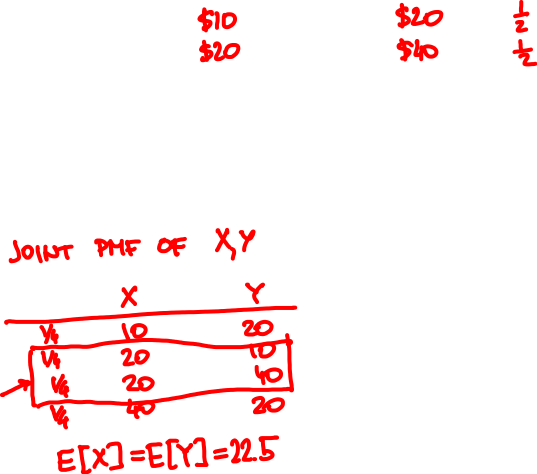 $10 $20 1/2
$20 $40 1/2
JOINT PMF OF X,Y
X Y
1/4 10 20
1/4 20 10
1/4 20 40
1/4 40 20
E[X]=E[Y]=22.5